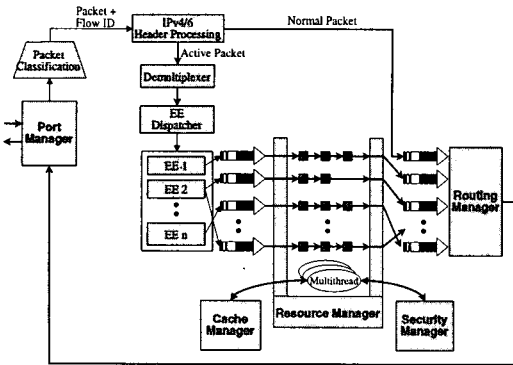 Packet +
Flow ID
IPv4/6
Header Processing
Normal Packet
Active Packet
Packet
Classification
Demultiplexer
EE
Dispatcher
Port
Manager
EE 1
EE 2
EE n
Routing
Manager
Multithread
Resource Manager
Cache
Manager
Security
Manager